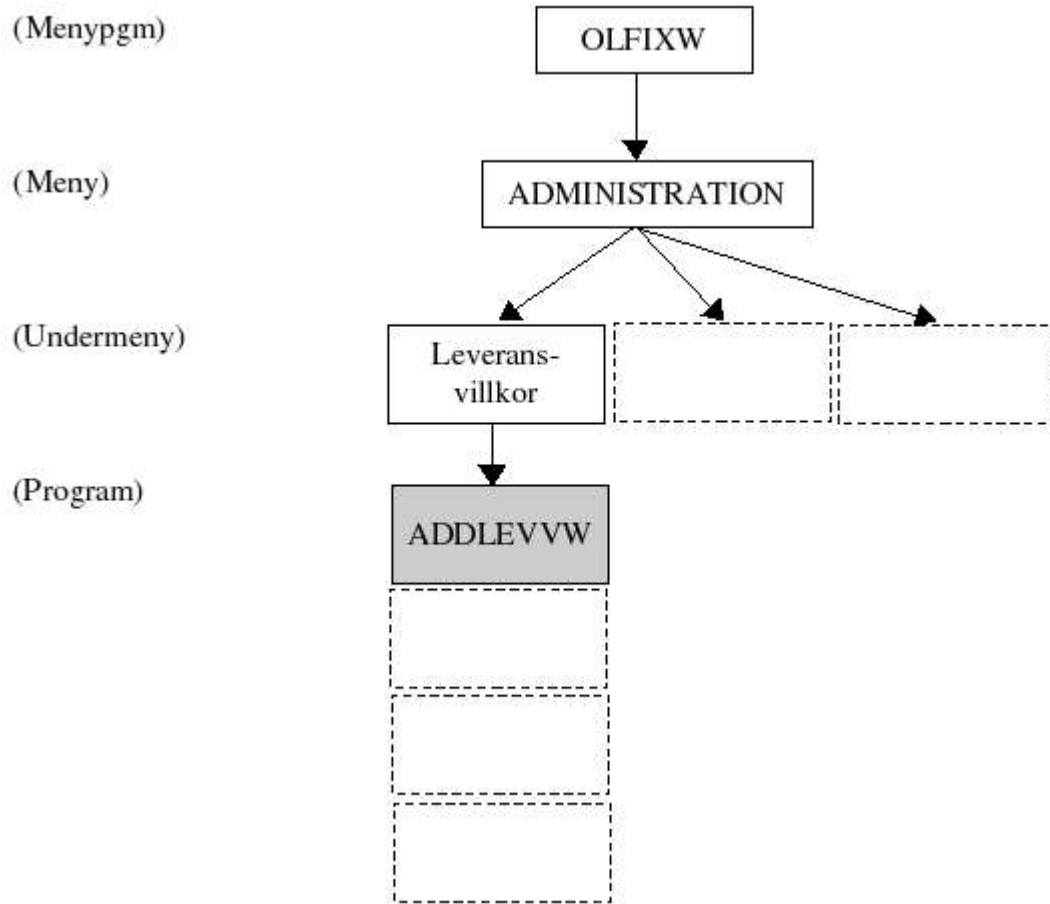 (Menypgm)
OLFIXW
(Meny)
ADMINISTRATION
(Undermeny)
Leverans-
villkor
(Program)
ADDLEVVW